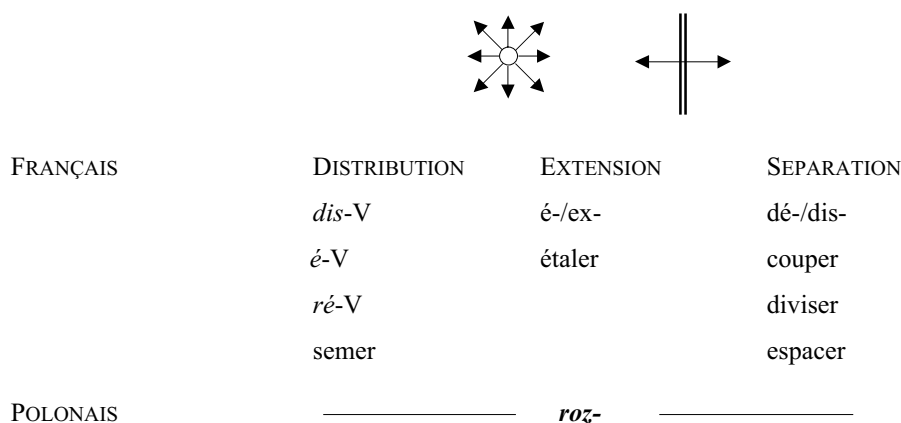 FRANÇAIS DISTRIBUTION EXTENSION SEPARATION
dis-V é-/ex- dé-/dis-
é-V étaler couper
ré-V diviser
semer espacer
POLONAIS roz-